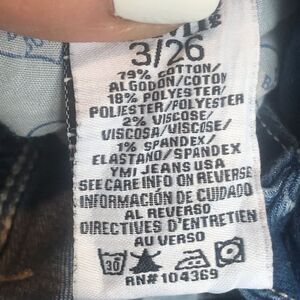 3/26
79% COTTON/
ALGODON/COTON
18% POLYESTER/
POLIESTER/POLYESTER
2% VISCOSE/
VISCOSA/VISCOSE
1% SPANDEX/
ELASTANO/SPANDEX
YMI JEANS USA
SEE CARE INFO ON REVERSE
INFORMACIÓN DE CUIDADO
AL REVERSO
DIRECTIVES D'ENTRETIEN
AU VERSO
30
RN# 104369